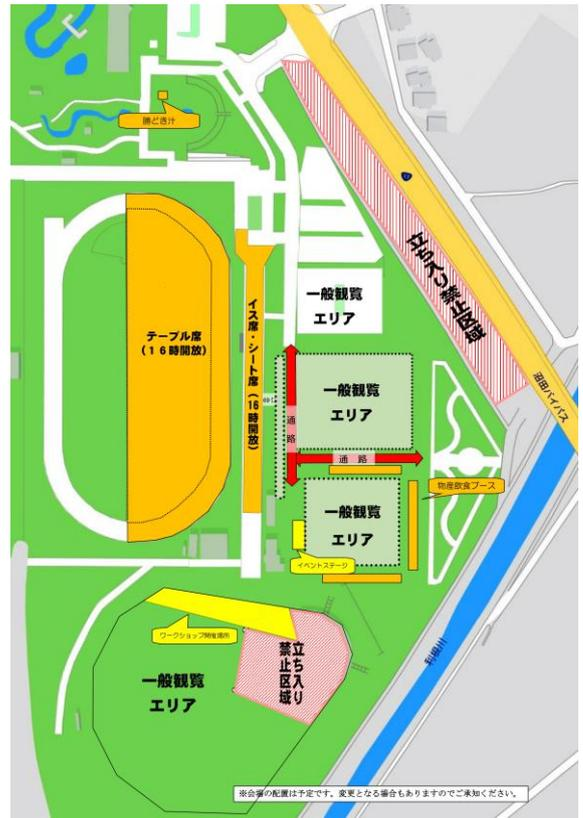 勝どき汁
立ち入り禁止区域
一般観覧
エリア
テーブル席
（１６時開放）
イス席・シート席（16時開放）
沼田バイパス
一般観覧
エリア
通路
通　路
物産飲食ブース
一般観覧
エリア
イベントステージ
ワークショップ開催場所
立ち入り
禁止区域
一般観覧
エリア
利根川
※会場の配置は予定です。変更となる場合もありますのでご承知ください。